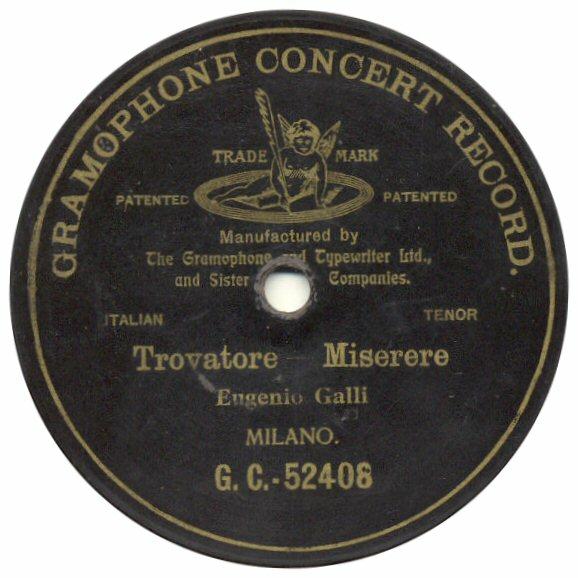 GRAMOPHONE CONCERT RECORD.
TRADE MARK
PATENTED PATENTED
Manufactured by
The Gramophone and Typewriter Ltd.,
and Sister Companies.
ITALIAN TENOR
Trovatore — Miserere
Eugenio Galli
MILANO.
G. C.-52408